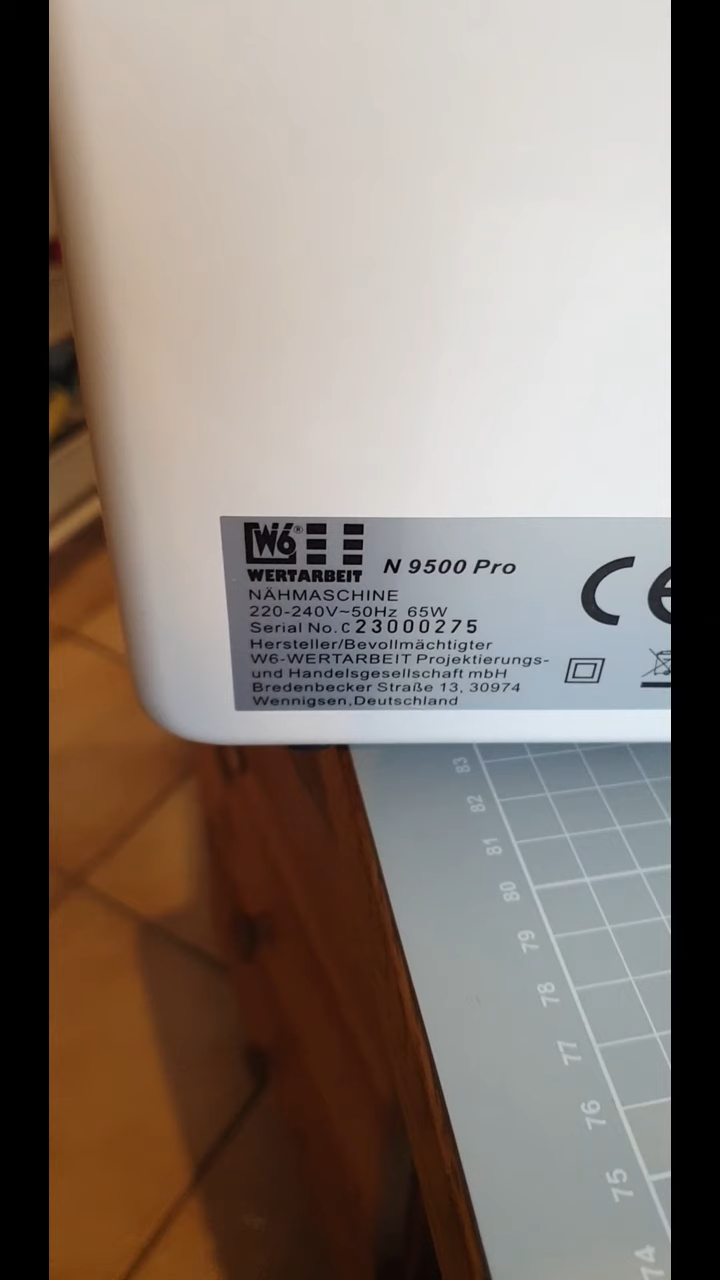 W6®
WERTARBEIT
N 9500 Pro
NÄHMASCHINE
220-240V~50Hz 65W
Serial No. C23000275
Hersteller/Bevollmächtigter
W6-WERTARBEIT Projektierungs-
und Handelsgesellschaft mbH
Bredenbecker Straße 13, 30974
Wennigsen,Deutschland
CE
83
82
81
80
79
78
77
76
75
74